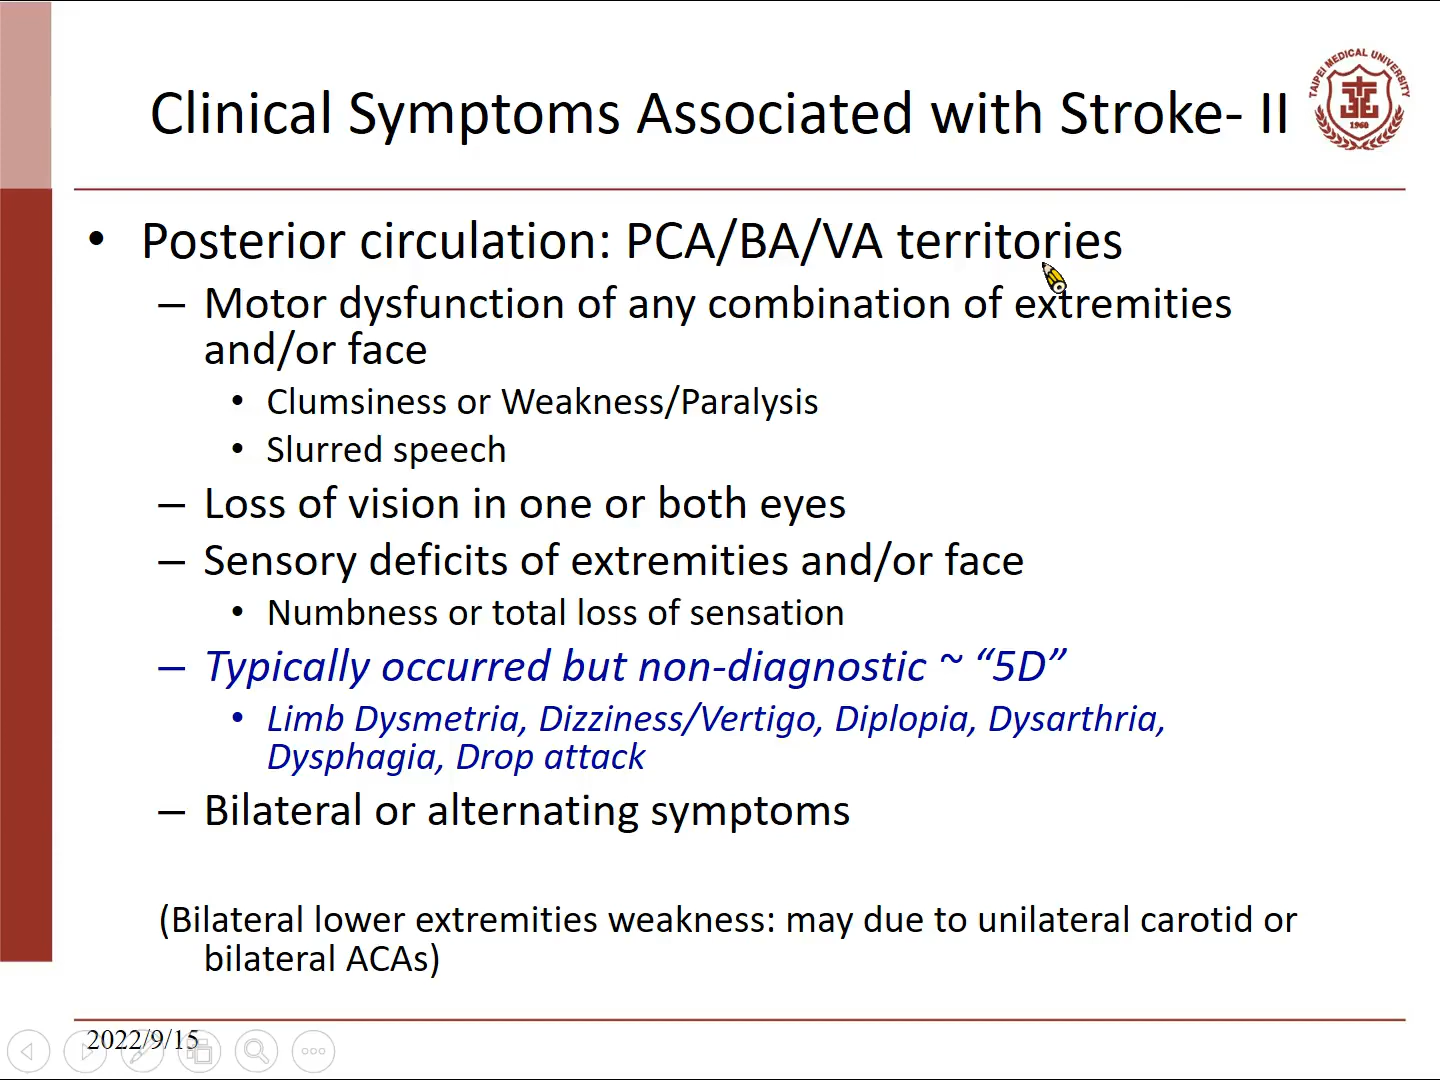 Clinical Symptoms Associated with Stroke- II
TAIPEI MEDICAL UNIVERSITY
1960
• Posterior circulation: PCA/BA/VA territories
– Motor dysfunction of any combination of extremities
and/or face
• Clumsiness or Weakness/Paralysis
• Slurred speech
– Loss of vision in one or both eyes
– Sensory deficits of extremities and/or face
• Numbness or total loss of sensation
– Typically occurred but non-diagnostic ~ “5D”
• Limb Dysmetria, Dizziness/Vertigo, Diplopia, Dysarthria,
Dysphagia, Drop attack
– Bilateral or alternating symptoms
(Bilateral lower extremities weakness: may due to unilateral carotid or
bilateral ACAs)
2022/9/15